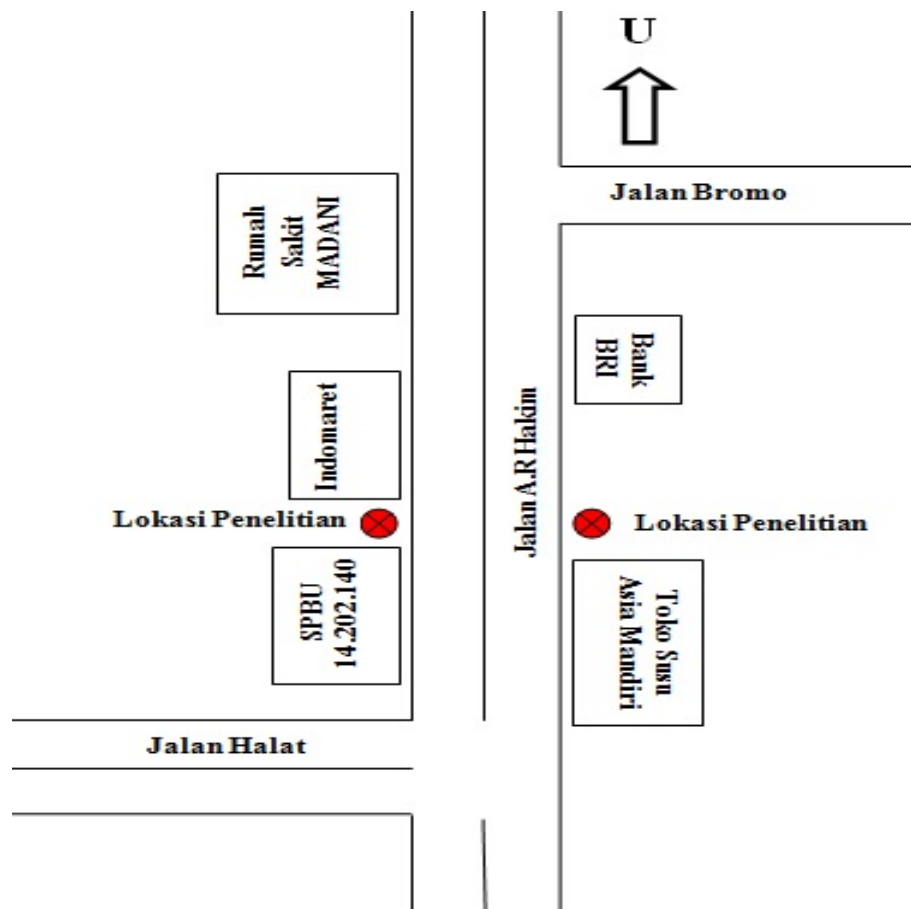 U
Jalan Bromo
Rumah
Sakit
MADANI
Bank
BRI
Indomaret
Jalan A.R Hakim
Lokasi Penelitian
Lokasi Penelitian
SPBU
14.202.140
Toko Susu
Asia Mandiri
Jalan Halat